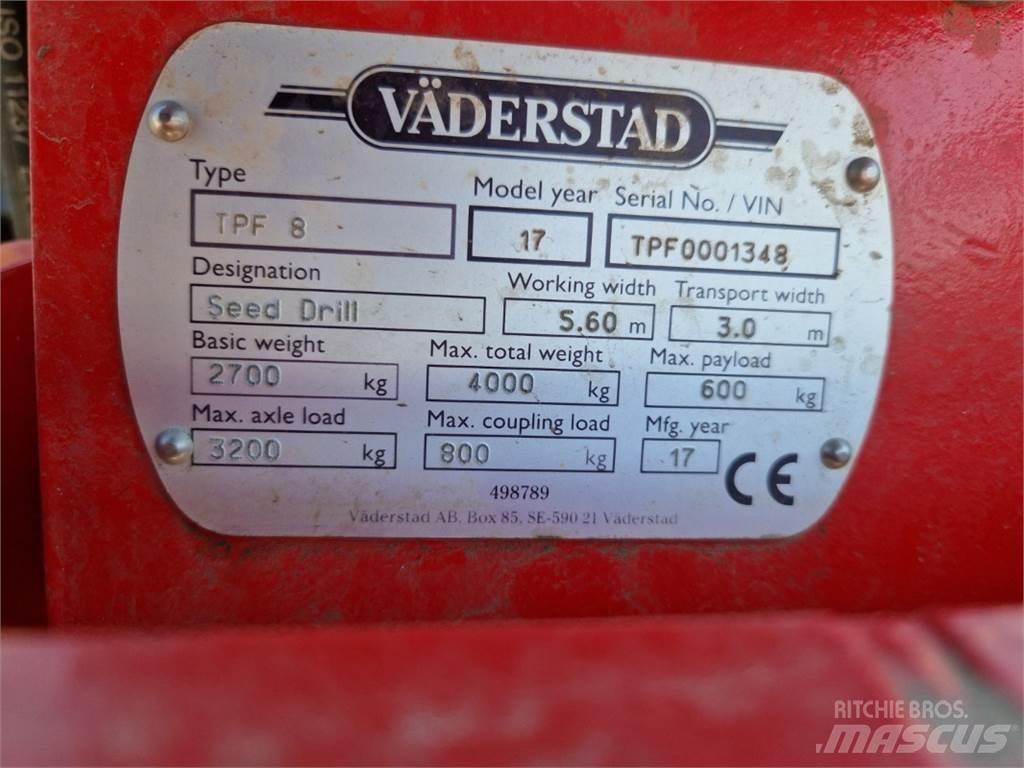 ISO 1123
VÄDERSTAD
Type Model year Serial No. / VIN
TPF 8 17 TPF0001348
Designation Working width Transport width
Seed Drill 5.60 m 3.0 m
Basic weight Max. total weight Max. payload
2700 kg 4000 kg 600 kg
Max. axle load Max. coupling load Mfg. year
3200 kg 800 kg 17 CE
498789
Väderstad AB, Box 85, SE-590 21 Väderstad
RITCHIE BROS.
MASCUS